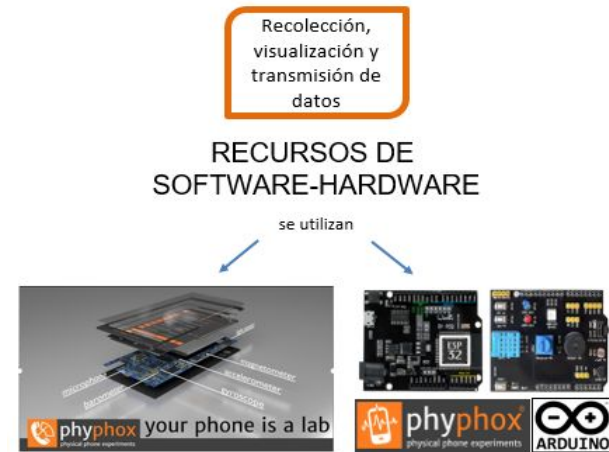 Recolección,
visualización y
transmisión de
datos
RECURSOS DE
SOFTWARE-HARDWARE
se utilizan
magnetometer
accelerometer
gyroscope
microphone
barometer
phyphox
physical phone experiments
your phone is a lab
ESP
32
phyphox
physical phone experiments
ARDUINO